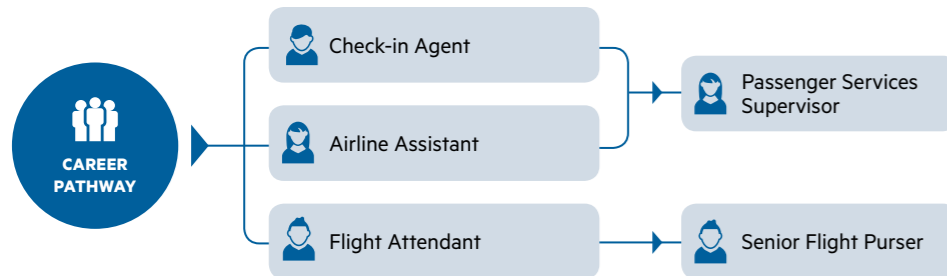 CAREER
PATHWAY
Check-in Agent
Airline Assistant
Flight Attendant
Passenger Services
Supervisor
Senior Flight Purser